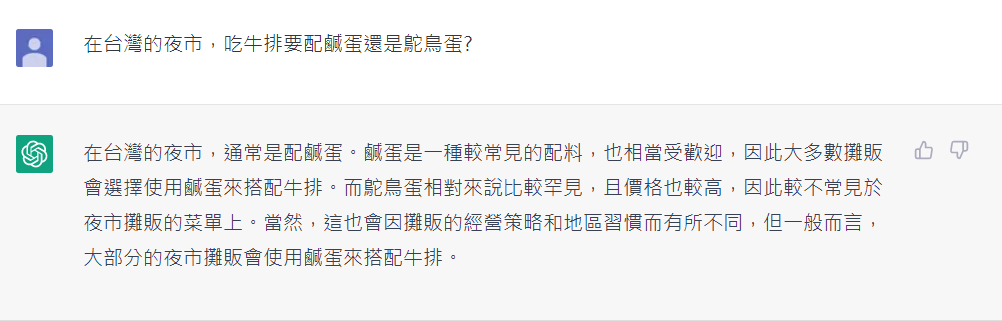 在台灣的夜市，吃牛排要配鹹蛋還是鴕鳥蛋?
在台灣的夜市，通常是配鹹蛋。鹹蛋是一種較常見的配料，也相當受歡迎，因此大多數攤販
會選擇使用鹹蛋來搭配牛排。而鴕鳥蛋相對來說比較罕見，且價格也較高，因此較不常見於
夜市攤販的菜單上。當然，這也會因攤販的經營策略和地區習慣而有所不同，但一般而言，
大部分的夜市攤販會使用鹹蛋來搭配牛排。